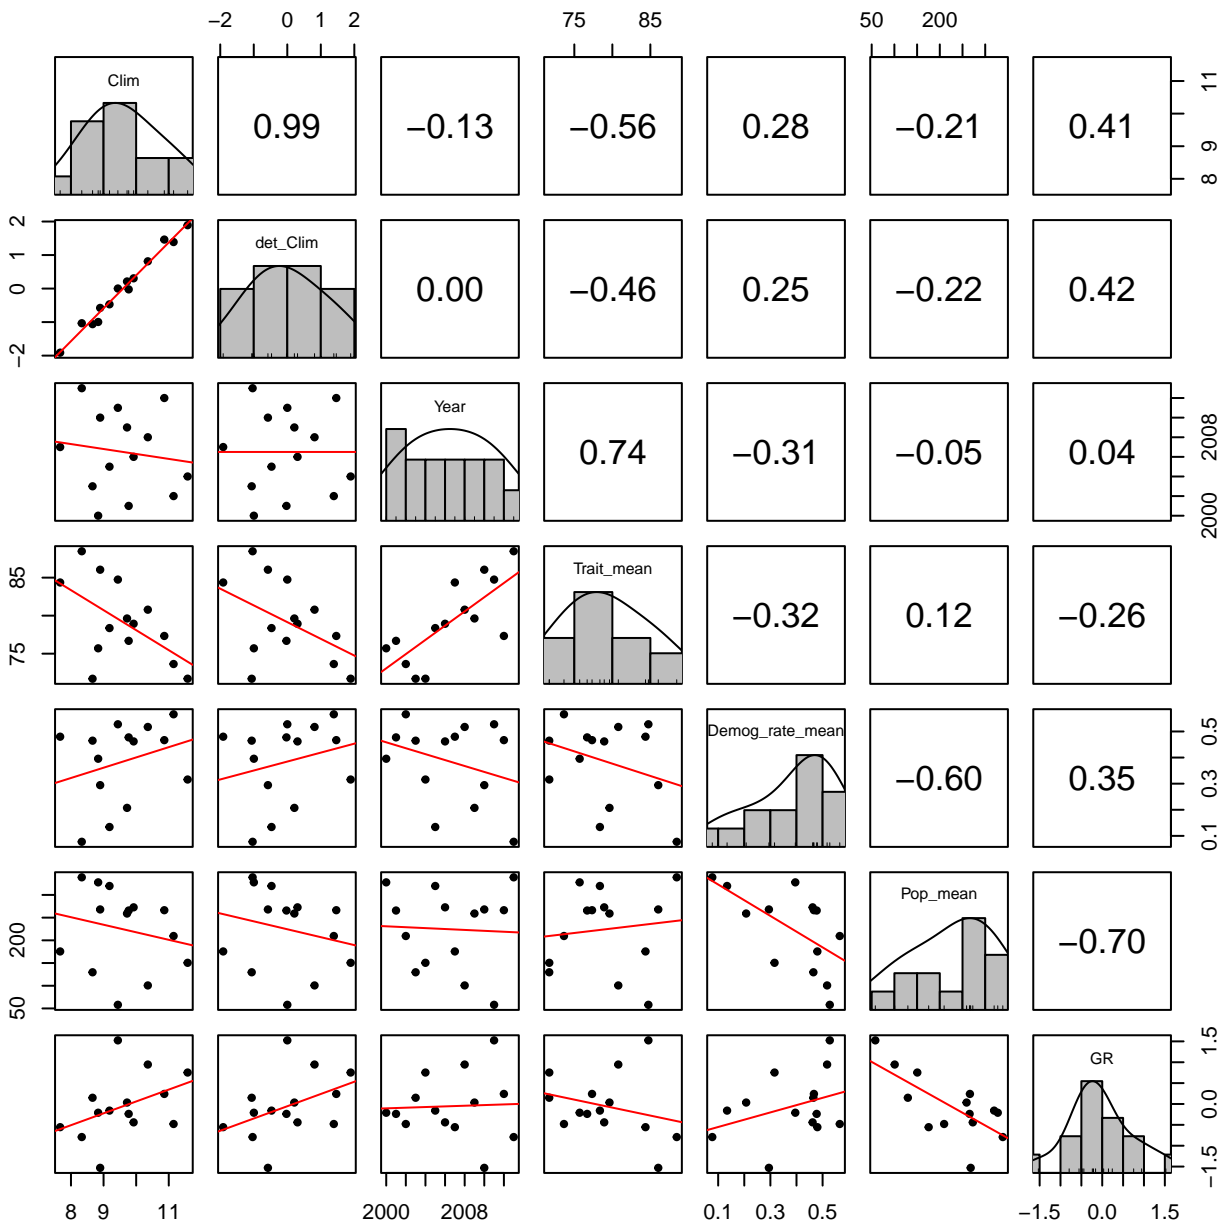 −2 0 1 2 75 85 50 200
Clim 0.99 −0.13 −0.56 0.28 −0.21 0.41 8 9 11
−2 0 1 2 det_Clim 0.00 −0.46 0.25 −0.22 0.42
Year 0.74 −0.31 −0.05 0.04 2000 2008
75 85 Trait_mean −0.32 0.12 −0.26
Demog_rate_mean −0.60 0.35 0.1 0.3 0.5
50 200 Pop_mean −0.70
GR −1.5 0.0 1.5
8 9 11 2000 2008 0.1 0.3 0.5 −1.5 0.0 1.5